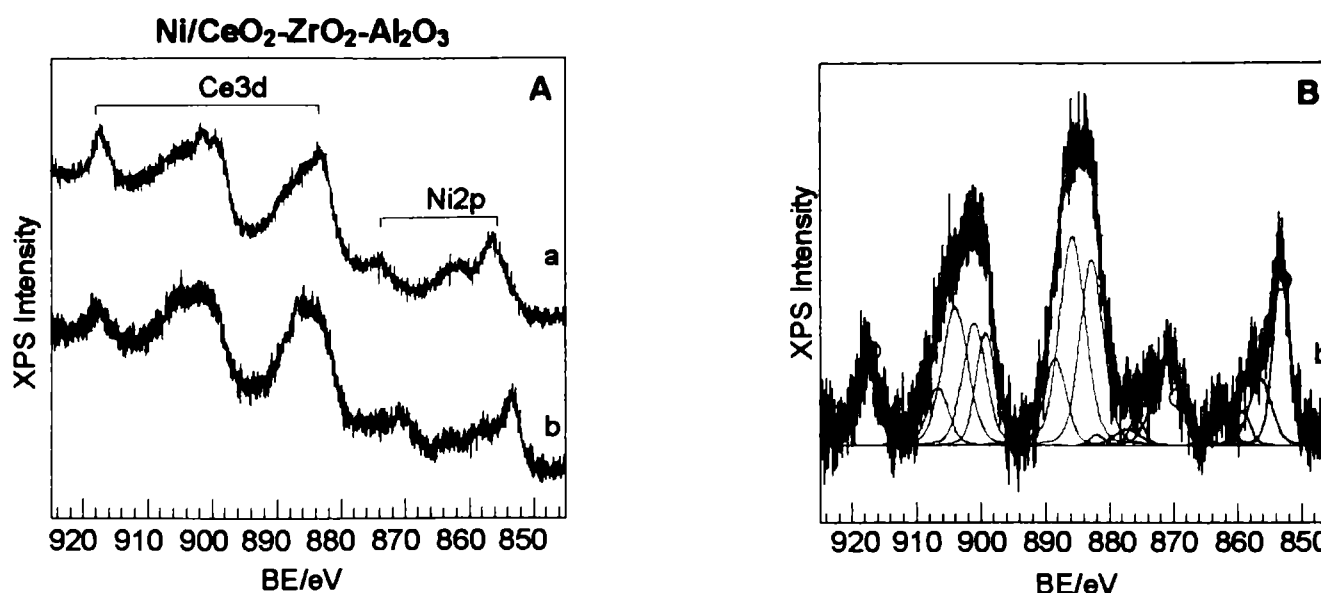 Ni/CeO₂-ZrO₂-Al₂O₃
Ce3d
A
Ni2p
a
b
XPS Intensity
920 910 900 890 880 870 860 850
BE/eV
B
b
XPS Intensity
920 910 900 890 880 870 860
BE/eV